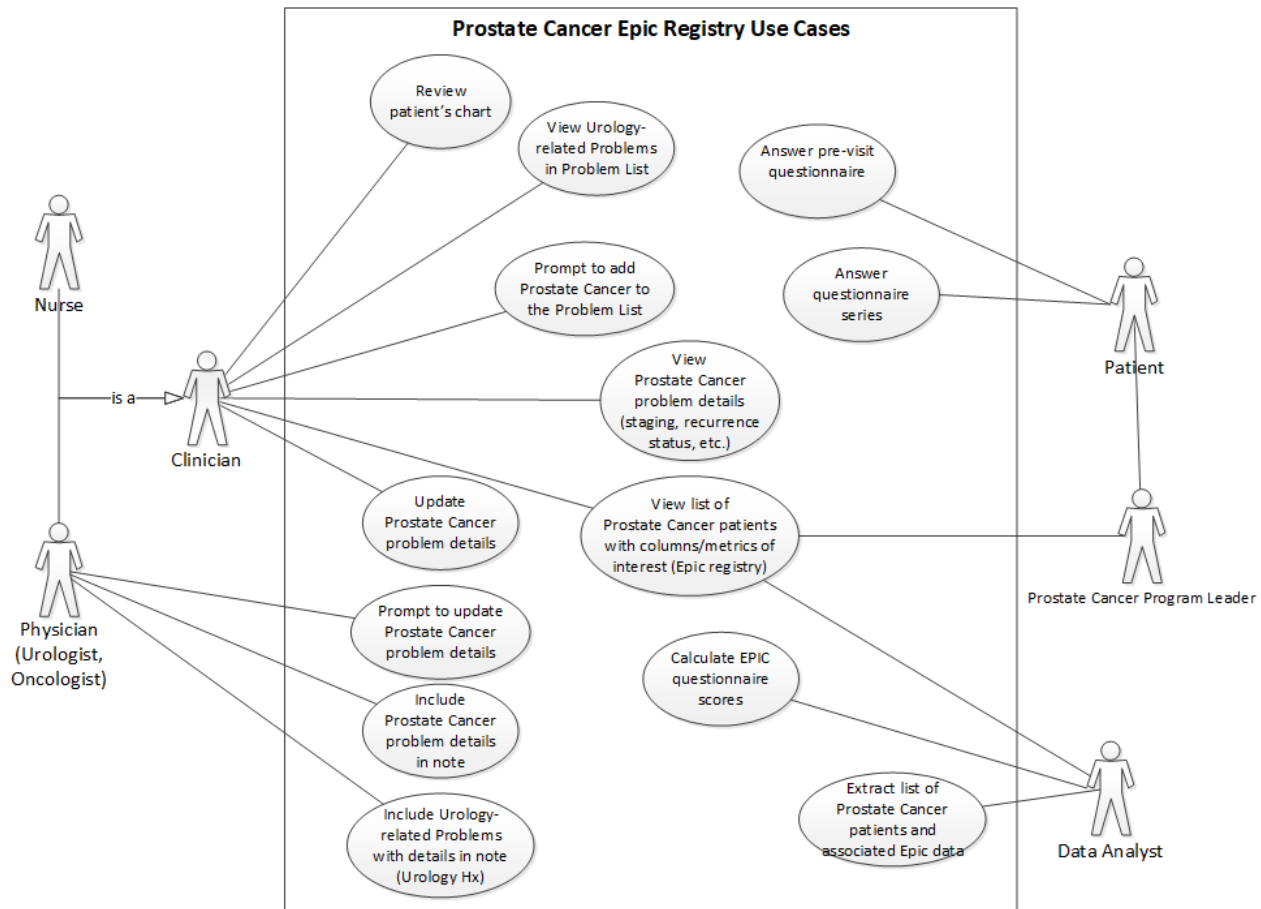 Prostate Cancer Epic Registry Use Cases
Review
patient's chart
View Urology-
related Problems
in Problem List
Answer pre-visit
questionnaire
Nurse
Prompt to add
Prostate Cancer to
the Problem List
Answer
questionnaire
series
Patient
is a
Clinician
View
Prostate Cancer
problem details
(staging, recurrence
status, etc.)
Update
Prostate Cancer
problem details
View list of
Prostate Cancer patients
with columns/metrics of
interest (Epic registry)
Prostate Cancer Program Leader
Physician
(Urologist,
Oncologist)
Prompt to update
Prostate Cancer
problem details
Calculate EPIC
questionnaire
scores
Include
Prostate Cancer
problem details
in note
Extract list of
Prostate Cancer
patients and
associated Epic data
Data Analyst
Include Urology-
related Problems
with details in note
(Urology Hx)